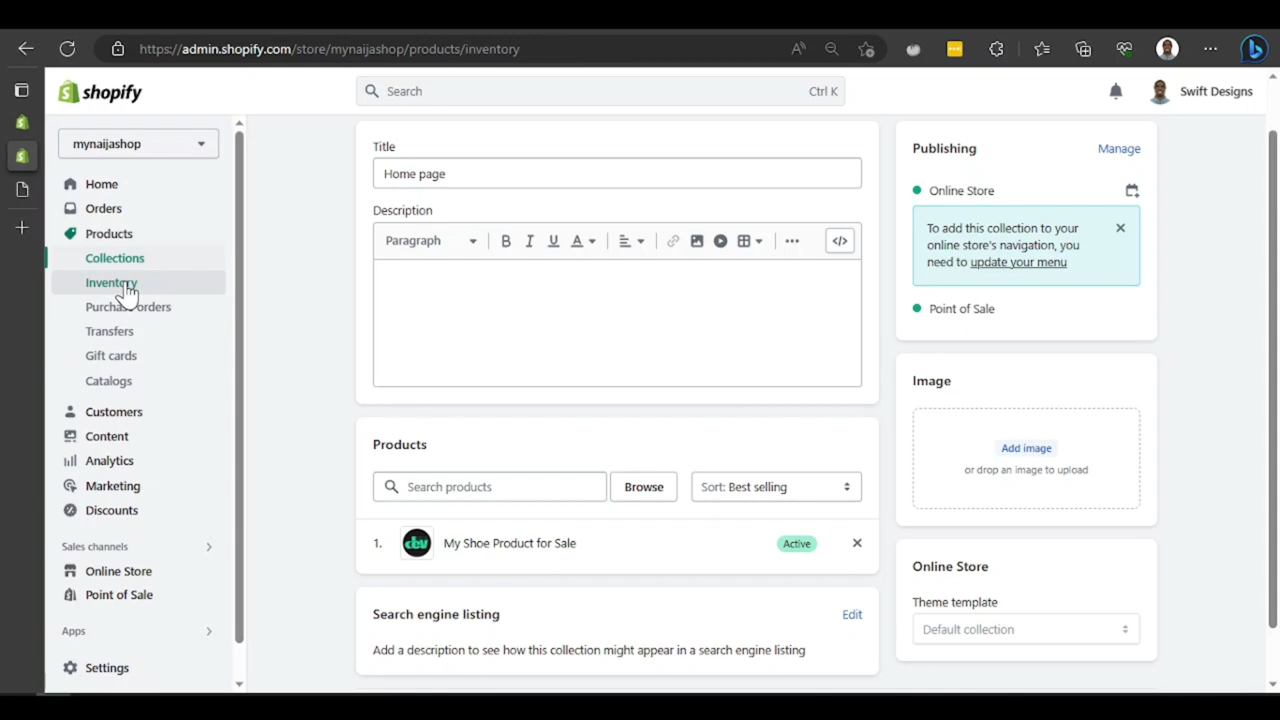 https://admin.shopify.com/store/mynaijashop/products/inventory
shopify
Search
Ctrl K
Swift Designs
mynaijashop
Home
Orders
Products
Collections
Inventory
Purchase orders
Transfers
Gift cards
Catalogs
Customers
Content
Analytics
Marketing
Discounts
Sales channels
Online Store
Point of Sale
Apps
Settings
Title
Home page
Description
Paragraph
B I U A
Products
Search products
Browse
Sort: Best selling
1.
dev
My Shoe Product for Sale
Active
Search engine listing
Edit
Add a description to see how this collection might appear in a search engine listing
Publishing
Manage
Online Store
To add this collection to your
online store's navigation, you
need to update your menu
Point of Sale
Image
Add image
or drop an image to upload
Online Store
Theme template
Default collection